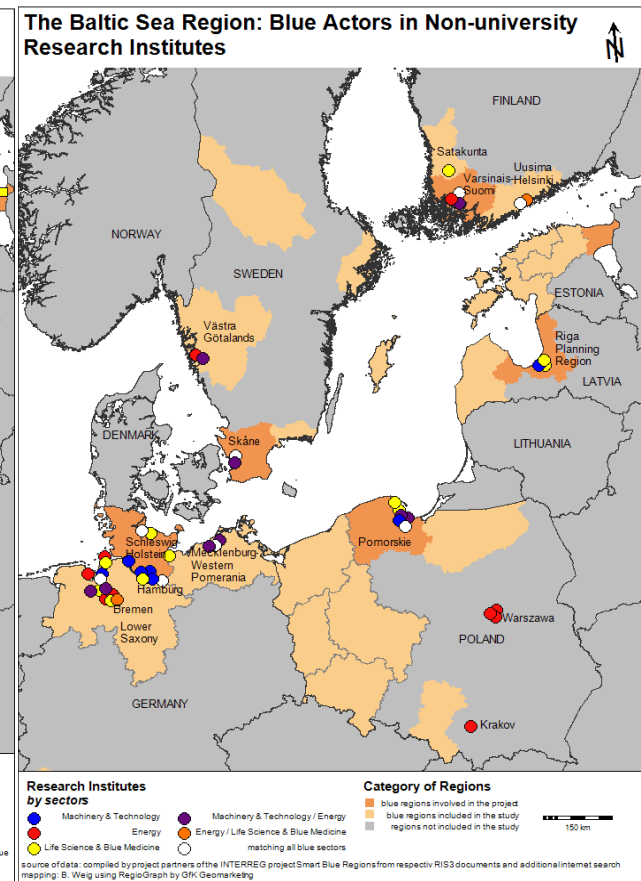 The Baltic Sea Region: Blue Actors in Non-university
Research Institutes
N
FINLAND
Satakunta
Uusima
Varsinais-Helsinki
Suomi
NORWAY
SWEDEN
ESTONIA
Västra
Götalands
Riga
Planning
Region
LATVIA
DENMARK
Skåne
LITHUANIA
Schleswig
Holstein
Mecklenburg
Western
Pomerania
Pomorskie
Hamburg
Bremen
Lower
Saxony
Warszawa
POLAND
GERMANY
Krakov
Research Institutes
by sectors
Machinery & Technology
Machinery & Technology / Energy
Energy
Energy / Life Science & Blue Medicine
Life Science & Blue Medicine
matching all blue sectors
Category of Regions
blue regions involved in the project
blue regions included in the study
regions not included in the study
150 km
ue
source of data: compiled by project partners of the INTERREG project Smart Blue Regions from respectiv RIS3 documents and additional internet search
mapping: B. Weig using RegioGraph by GfK Geomarketing